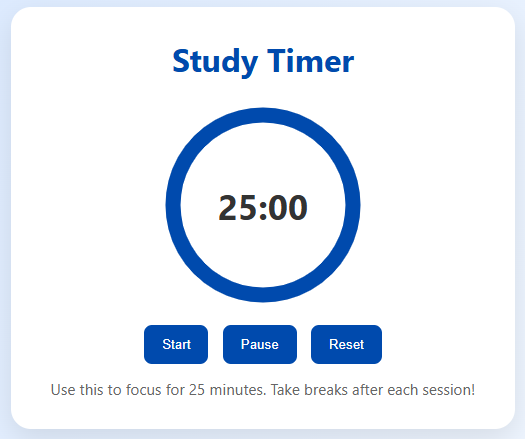 Study Timer
25:00
Start Pause Reset
Use this to focus for 25 minutes. Take breaks after each session!